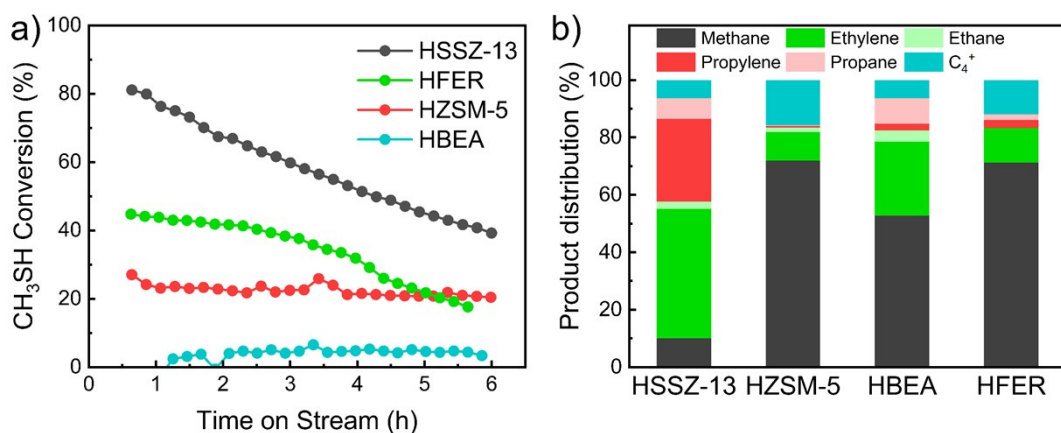 a)
CH₃SH Conversion (%)
100
80
60
40
20
0
0 1 2 3 4 5 6
Time on Stream (h)
HSSZ-13
HFER
HZSM-5
HBEA
b)
Product distribution (%)
100
80
60
40
20
0
Methane Ethylene Ethane
Propylene Propane C₄⁺
HSSZ-13 HZSM-5 HBEA HFER